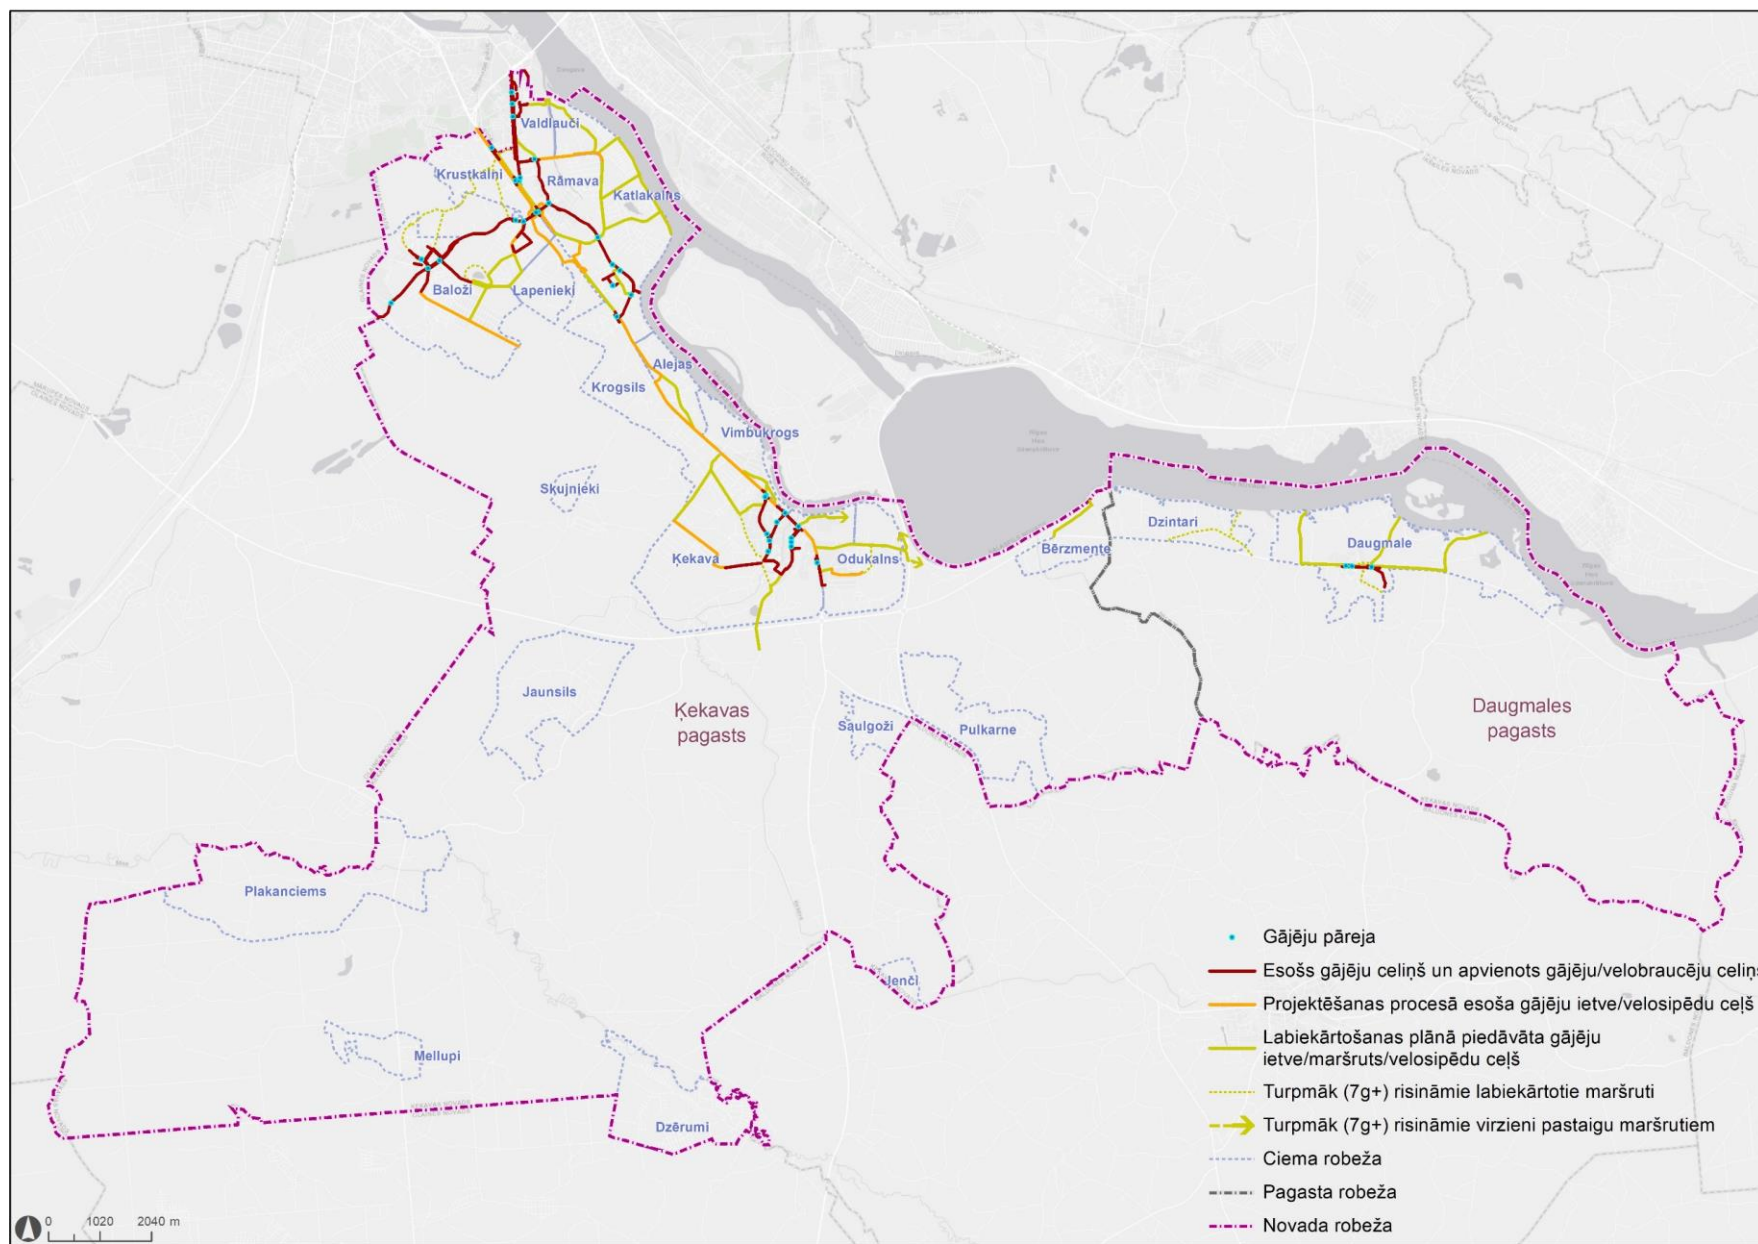 Valdlauči
Krustkalni
Rāmava
Katlakalns
Baloži
Lapenieki
Alejas
Krogsils
Vimbukrogs
Skujnieki
Dzintari
Bērzmente
Daugmale
Ķekava
Odukalns
Jaunsils
Ķekavas
pagasts
Saulgoži
Pulkarne
Daugmales
pagasts
Plakanciems
Jenči
Mellupi
Dzērumi
Gājēju pāreja
Esošs gājēju celiņš un apvienots gājēju/velobraucēju celiņš
Projektēšanas procesā esoša gājēju ietve/velosipēdu ceļš
Labiekārtošanas plānā piedāvāta gājēju
ietve/maršruts/velosipēdu ceļš
Turpmāk (7g+) risināmie labiekārtotie maršruti
Turpmāk (7g+) risināmie virzieni pastaigu maršrutiem
Ciema robeža
Pagasta robeža
Novada robeža
0 1020 2040 m